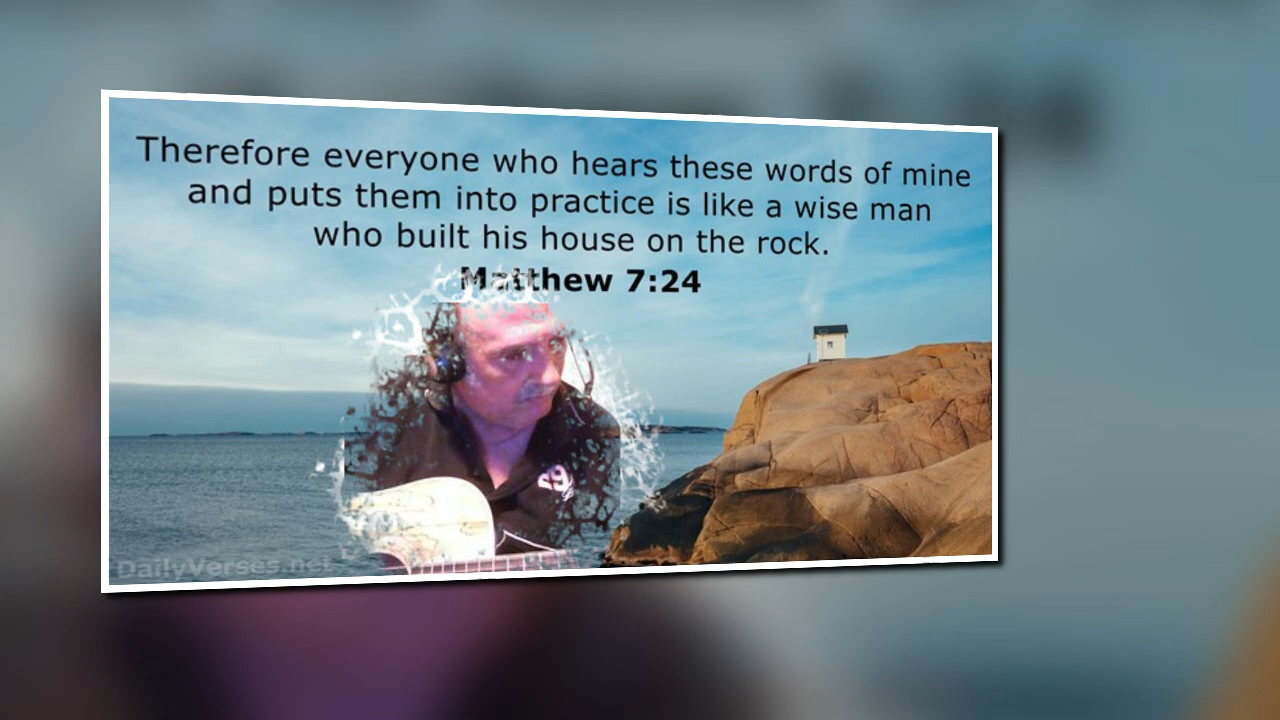 Therefore everyone who hears these words of mine
and puts them into practice is like a wise man
who built his house on the rock.
Matthew 7:24
DailyVerses.net